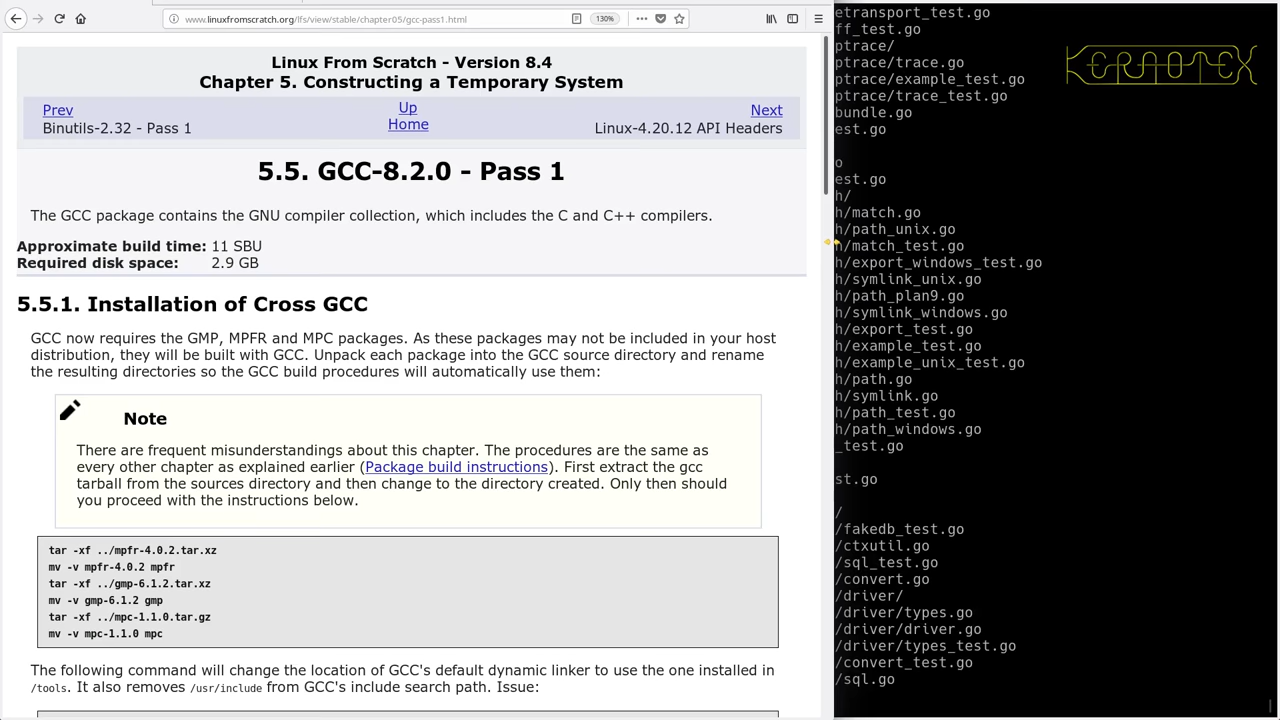 www.linuxfromscratch.org/lfs/view/stable/chapter05/gcc-pass1.html
130%
Linux From Scratch - Version 8.4
Chapter 5. Constructing a Temporary System
Prev
Up
Next
Binutils-2.32 - Pass 1
Home
Linux-4.20.12 API Headers
5.5. GCC-8.2.0 - Pass 1
The GCC package contains the GNU compiler collection, which includes the C and C++ compilers.
Approximate build time: 11 SBU
Required disk space: 2.9 GB
5.5.1. Installation of Cross GCC
GCC now requires the GMP, MPFR and MPC packages. As these packages may not be included in your host
distribution, they will be built with GCC. Unpack each package into the GCC source directory and rename
the resulting directories so the GCC build procedures will automatically use them:
Note
There are frequent misunderstandings about this chapter. The procedures are the same as
every other chapter as explained earlier (Package build instructions). First extract the gcc
tarball from the sources directory and then change to the directory created. Only then should
you proceed with the instructions below.
tar -xf ../mpfr-4.0.2.tar.xz
mv -v mpfr-4.0.2 mpfr
tar -xf ../gmp-6.1.2.tar.xz
mv -v gmp-6.1.2 gmp
tar -xf ../mpc-1.1.0.tar.gz
mv -v mpc-1.1.0 mpc
The following command will change the location of GCC's default dynamic linker to use the one installed in
/tools. It also removes /usr/include from GCC's include search path. Issue:
etransport_test.go
ff_test.go
ptrace/
ptrace/trace.go
ptrace/example_test.go
ptrace/trace_test.go
bundle.go
est.go
o
est.go
h/
h/match.go
h/path_unix.go
h/match_test.go
h/export_windows_test.go
h/symlink_unix.go
h/path_plan9.go
h/symlink_windows.go
h/export_test.go
h/example_test.go
h/example_unix_test.go
h/path.go
h/symlink.go
h/path_test.go
h/path_windows.go
_test.go
st.go
/
/fakedb_test.go
/ctxutil.go
/sql_test.go
/convert.go
/driver/
/driver/types.go
/driver/driver.go
/driver/types_test.go
/convert_test.go
/sql.go